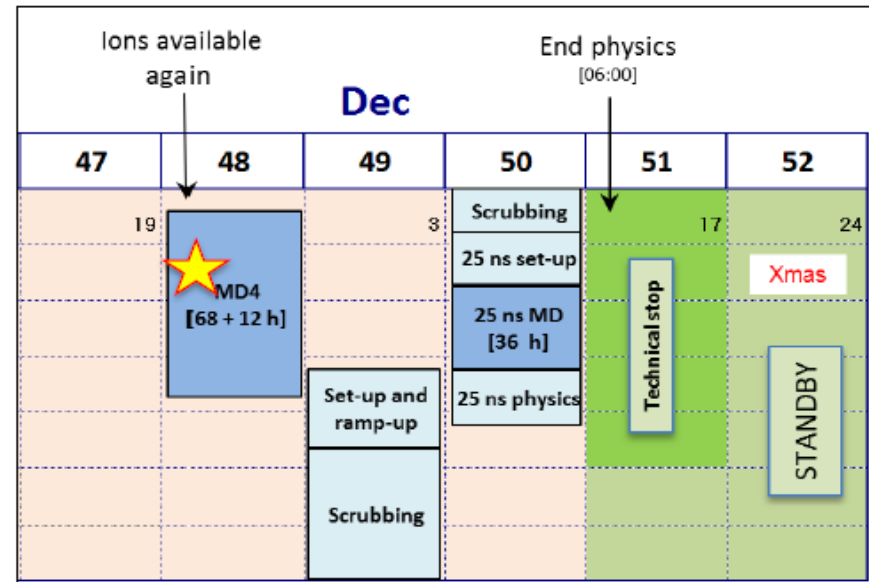 Ions available
again
End physics
[06:00]
Dec
47
48
49
50
51
52
19
3
17
24
MD4
[68 + 12 h]
Set-up and
ramp-up
Scrubbing
Scrubbing
25 ns set-up
25 ns MD
[36 h]
25 ns physics
Technical stop
Xmas
STANDBY